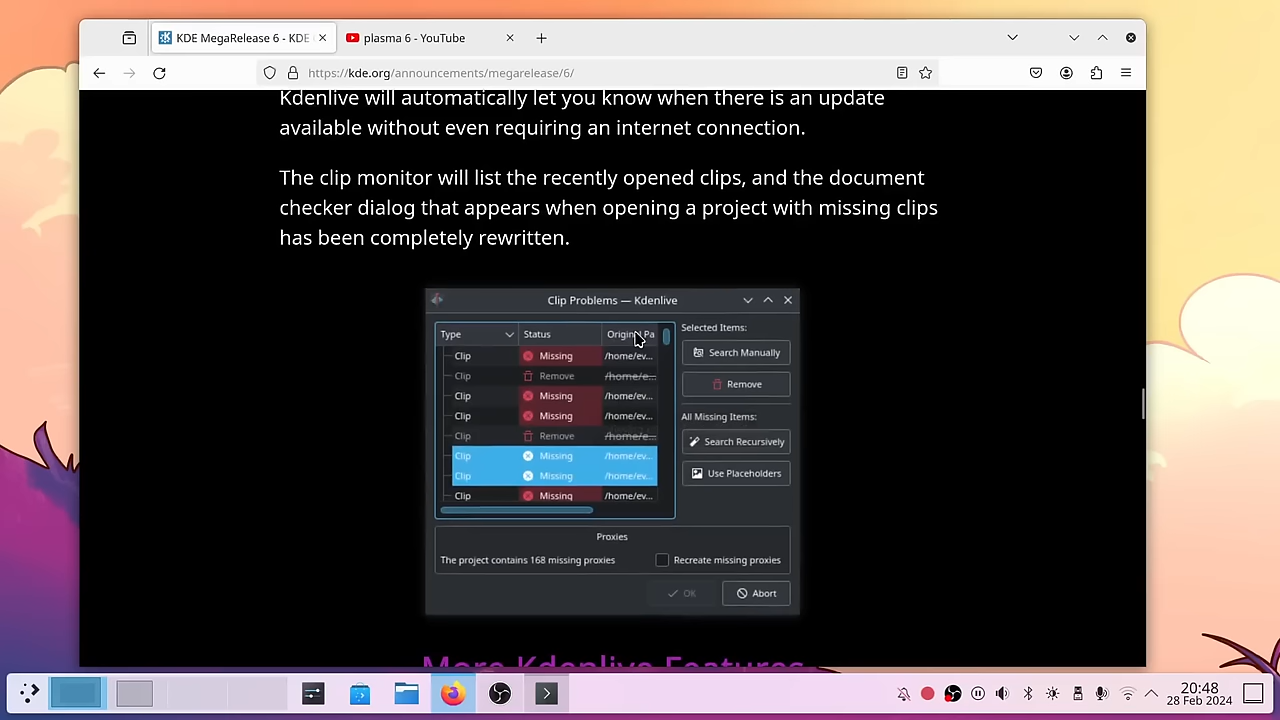 KDE MegaRelease 6 - KDE
plasma 6 - YouTube
https://kde.org/announcements/megarelease/6/
Kdenlive will automatically let you know when there is an update
available without even requiring an internet connection.
The clip monitor will list the recently opened clips, and the document
checker dialog that appears when opening a project with missing clips
has been completely rewritten.
Clip Problems — Kdenlive
Type Status Original Pa
Clip Missing /home/ev...
Clip Remove /home/e...
Clip Missing /home/ev...
Clip Missing /home/ev...
Clip Remove /home/e...
Clip Missing /home/ev...
Clip Missing /home/ev...
Clip Missing /home/ev...
Selected Items:
Search Manually
Remove
All Missing Items:
Search Recursively
Use Placeholders
Proxies
The project contains 168 missing proxies Recreate missing proxies
OK Abort
More Kdenlive Features
20:48
28 Feb 2024